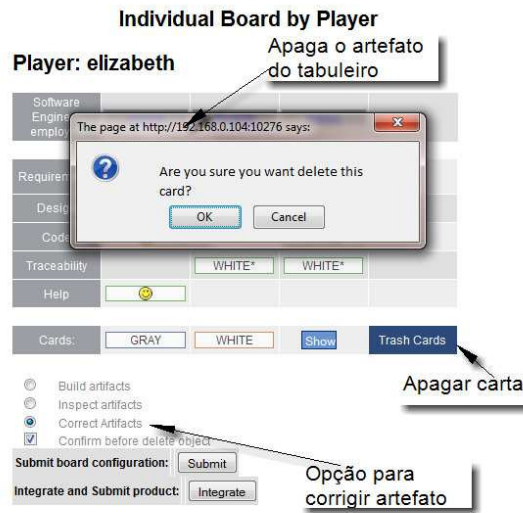 Individual Board by Player
Apaga o artefato
do tabuleiro
Player: elizabeth
Software
Engine
employ
The page at http://192.168.0.104:10276 says:
Are you sure you want delete this
card?
OK Cancel
Requirem
Desig
Code
Traceability WHITE* WHITE*
Help
Cards: GRAY WHITE Show Trash Cards
Apagar carta
Build artifacts
Inspect artifacts
Correct Artifacts
Confirm before delete object
Submit board configuration: Submit
Integrate and Submit product: Integrate
Opção para
corrigir artefato